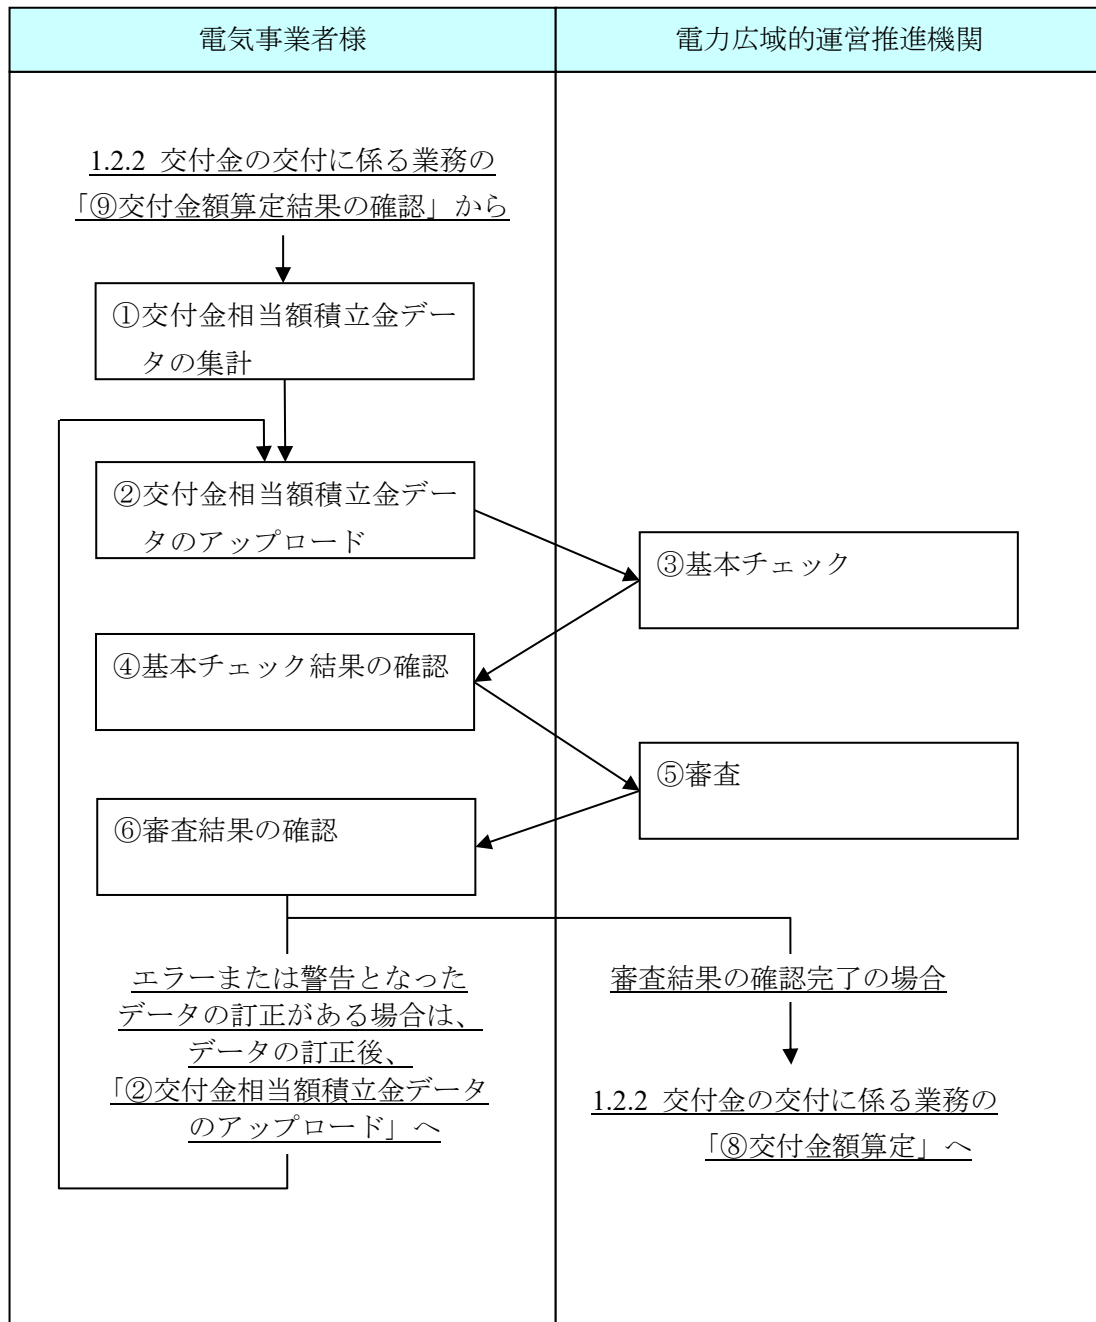 電気事業者様
電力広域的運営推進機関
1.2.2 交付金の交付に係る業務の
「⑨交付金額算定結果の確認」から
①交付金相当額積立金デー
タの集計
②交付金相当額積立金デー
タのアップロード
③基本チェック
④基本チェック結果の確認
⑤審査
⑥審査結果の確認
エラーまたは警告となった
データの訂正がある場合は、
データの訂正後、
「②交付金相当額積立金データ
のアップロード」へ
審査結果の確認完了の場合
1.2.2 交付金の交付に係る業務の
「⑧交付金額算定」へ